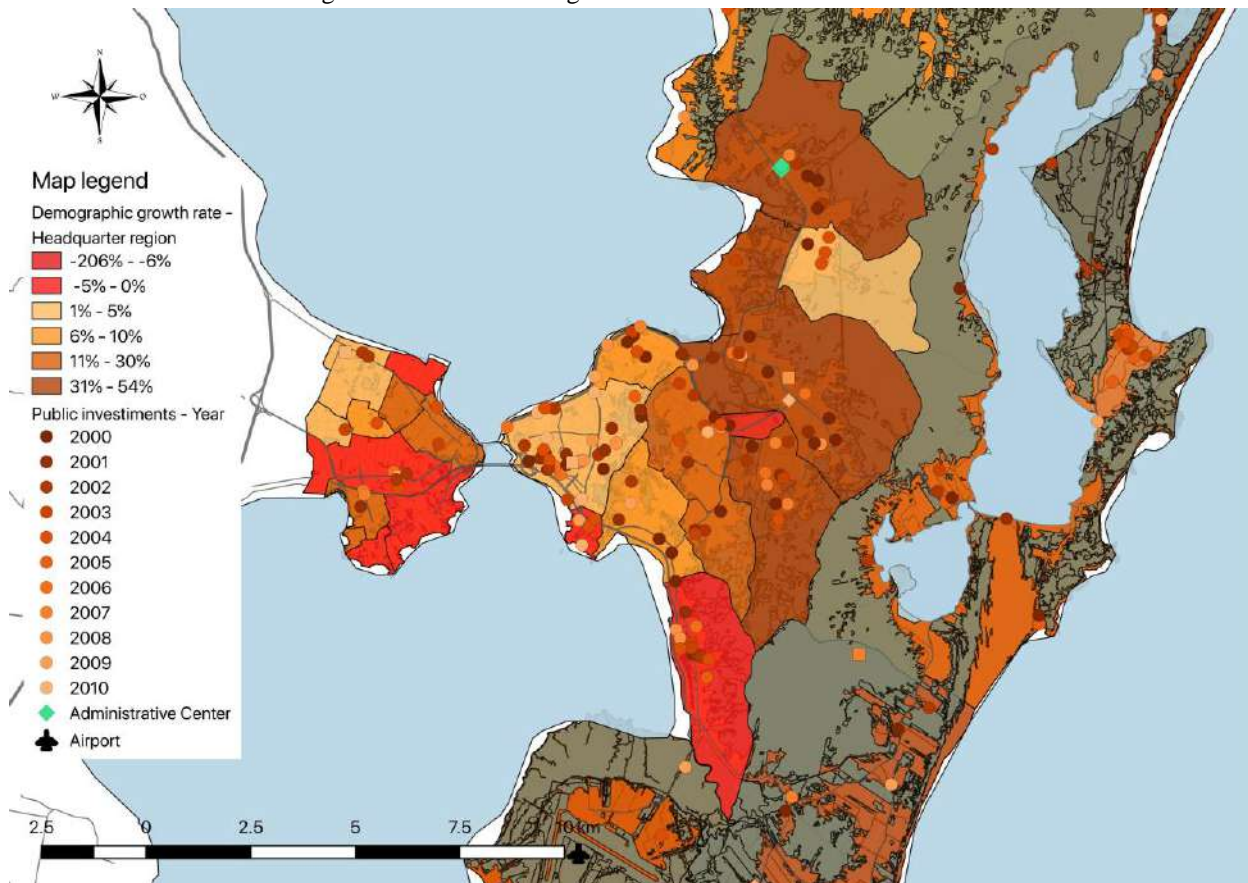 N
W
O
S
Map legend
Demographic growth rate -
Headquarter region
-206% - -6%
-5% - 0%
1% - 5%
6% - 10%
11% - 30%
31% - 54%
Public investiments - Year
2000
2001
2002
2003
2004
2005
2006
2007
2008
2009
2010
Administrative Center
Airport
2.5 0 2.5 5 7.5 10 km